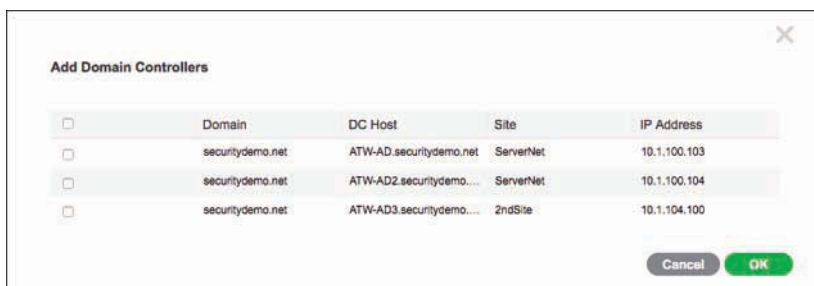 Add Domain Controllers
Domain DC Host Site IP Address
securitydemo.net ATW-AD.securitydemo.net ServerNet 10.1.100.103
securitydemo.net ATW-AD2.securitydemo.... ServerNet 10.1.100.104
securitydemo.net ATW-AD3.securitydemo.... 2ndSite 10.1.104.100
Cancel OK